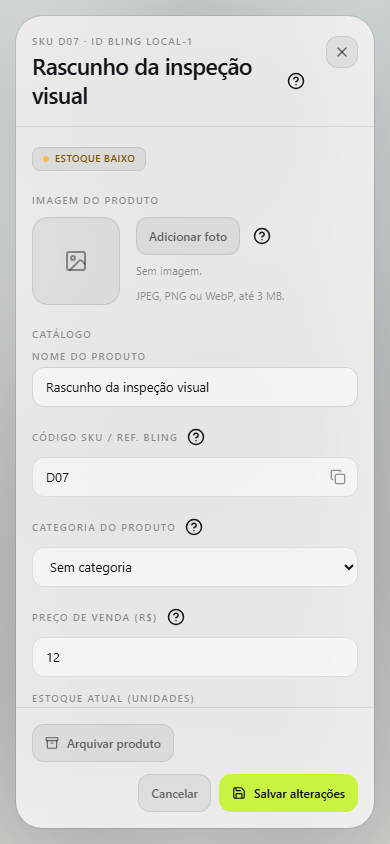 SKU D07 · ID BLING LOCAL-1
Rascunho da inspeção
visual
ESTOQUE BAIXO
IMAGEM DO PRODUTO
Adicionar foto
Sem imagem.
JPEG, PNG ou WebP, até 3 MB.
CATÁLOGO
NOME DO PRODUTO
Rascunho da inspeção visual
CÓDIGO SKU / REF. BLING
D07
CATEGORIA DO PRODUTO
Sem categoria
PREÇO DE VENDA (R$)
12
ESTOQUE ATUAL (UNIDADES)
Arquivar produto
Cancelar
Salvar alterações